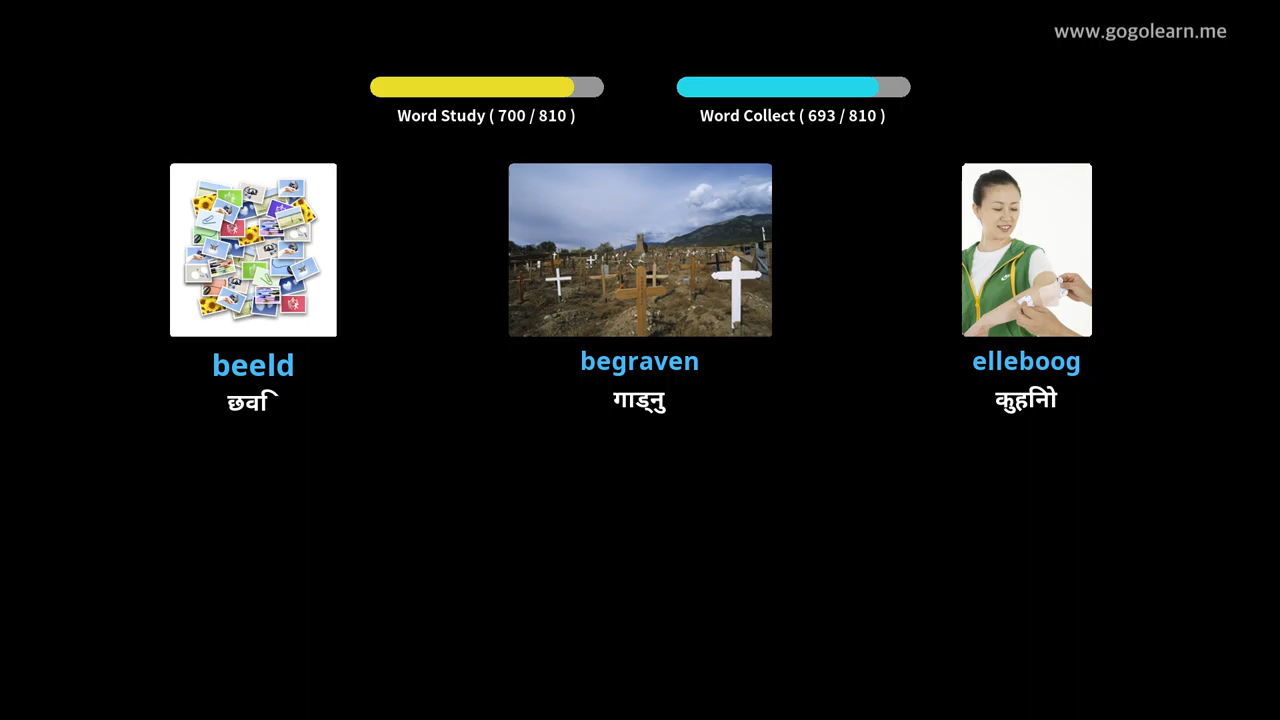 www.gogolearn.me
Word Study ( 700 / 810 )
Word Collect ( 693 / 810 )
beeld
begraven
elleboog
छवि
गाड्नु
कुहिनो